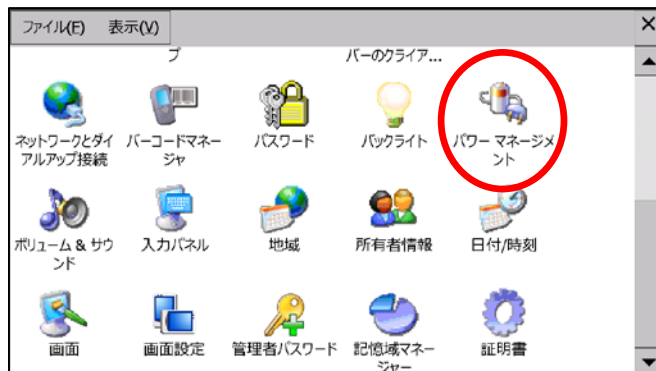 ファイル(F) 表示(V)
プ バーのクライア...
ネットワークとダイ バーコードマネー パスワード バックライト パワー マネージメ
アルアップ接続 ジャ ント
ボリューム & サウ 入力パネル 地域 所有者情報 日付/時刻
ンド
画面 画面設定 管理者パスワード 記憶域マネー 証明書
ジャー